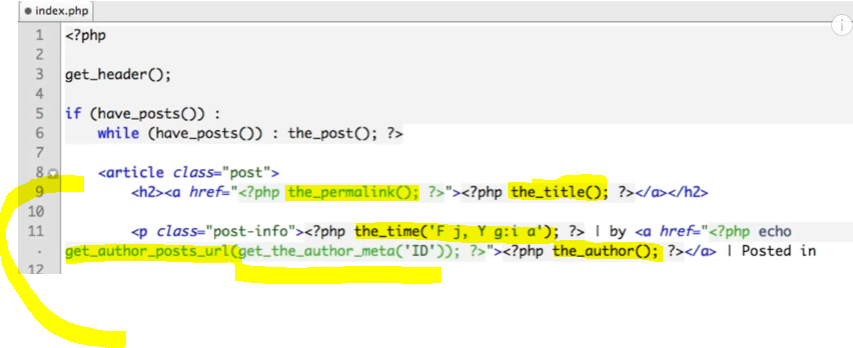 index.php
1 <?php
2
3 get_header();
4
5 if (have_posts()) :
6 while (have_posts()) : the_post(); ?>
7
8 <article class="post">
9 <h2><a href="<?php the_permalink(); ?>"><?php the_title(); ?></a></h2>
10
11 <p class="post-info"><?php the_time('F j, Y g:i a'); ?> | by <a href="<?php echo
. get_author_posts_url(get_the_author_meta('ID')); ?>"><?php the_author(); ?></a> | Posted in
12